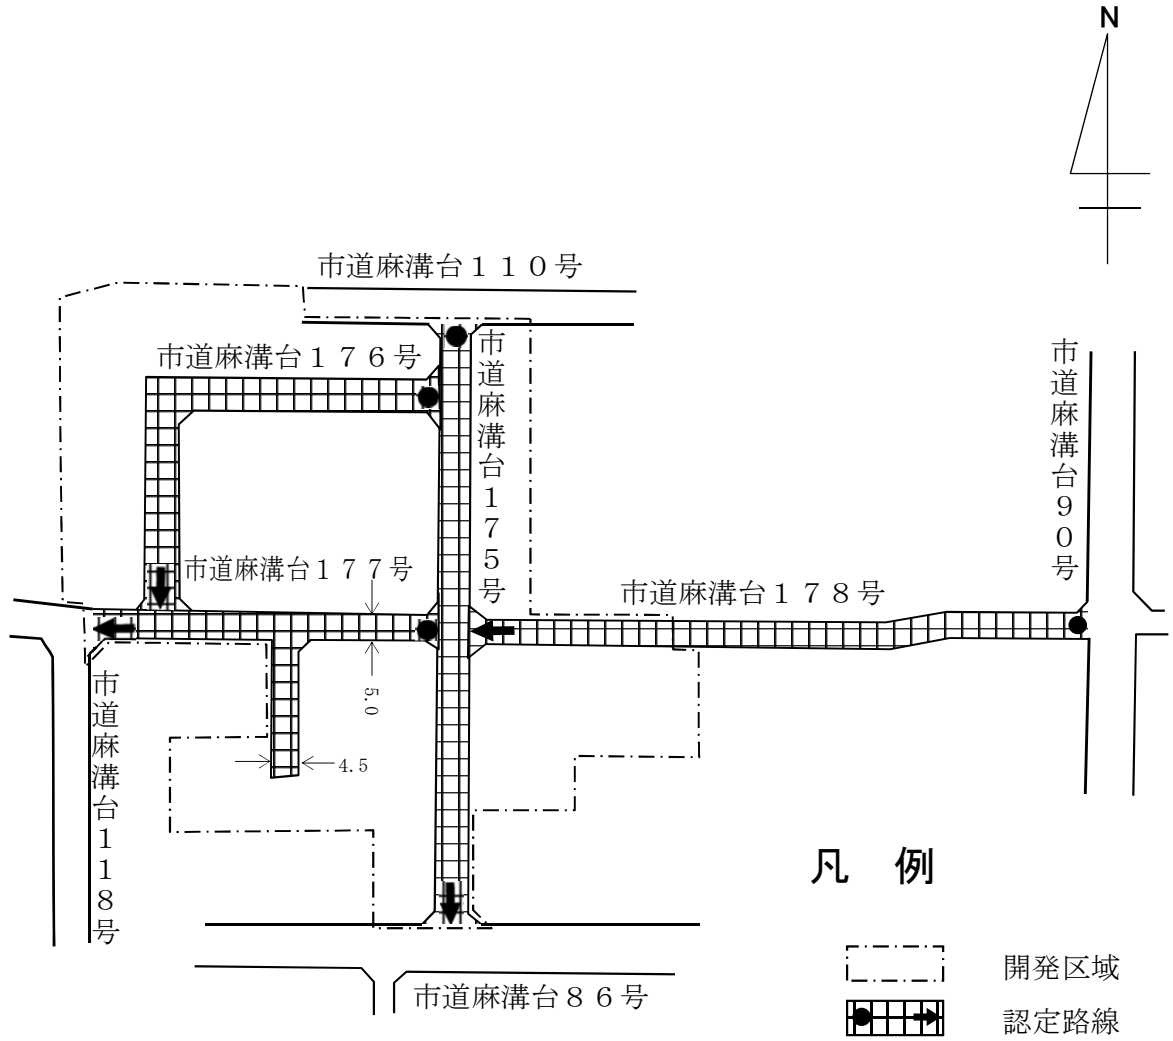 N
市道麻溝台１１０号
市道麻溝台１７６号
市道麻溝台１７５号
市道麻溝台９０号
市道麻溝台１７７号
市道麻溝台１７８号
5.0
4.5
市道麻溝台１１８号
市道麻溝台８６号
凡　例
開発区域
認定路線